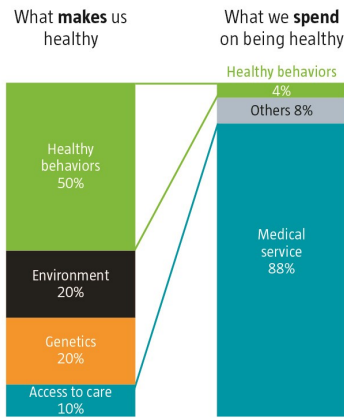 What makes us
healthy
What we spend
on being healthy
Healthy behaviors
4%
Others 8%
Healthy
behaviors
50%
Medical
service
88%
Environment
20%
Genetics
20%
Access to care
10%